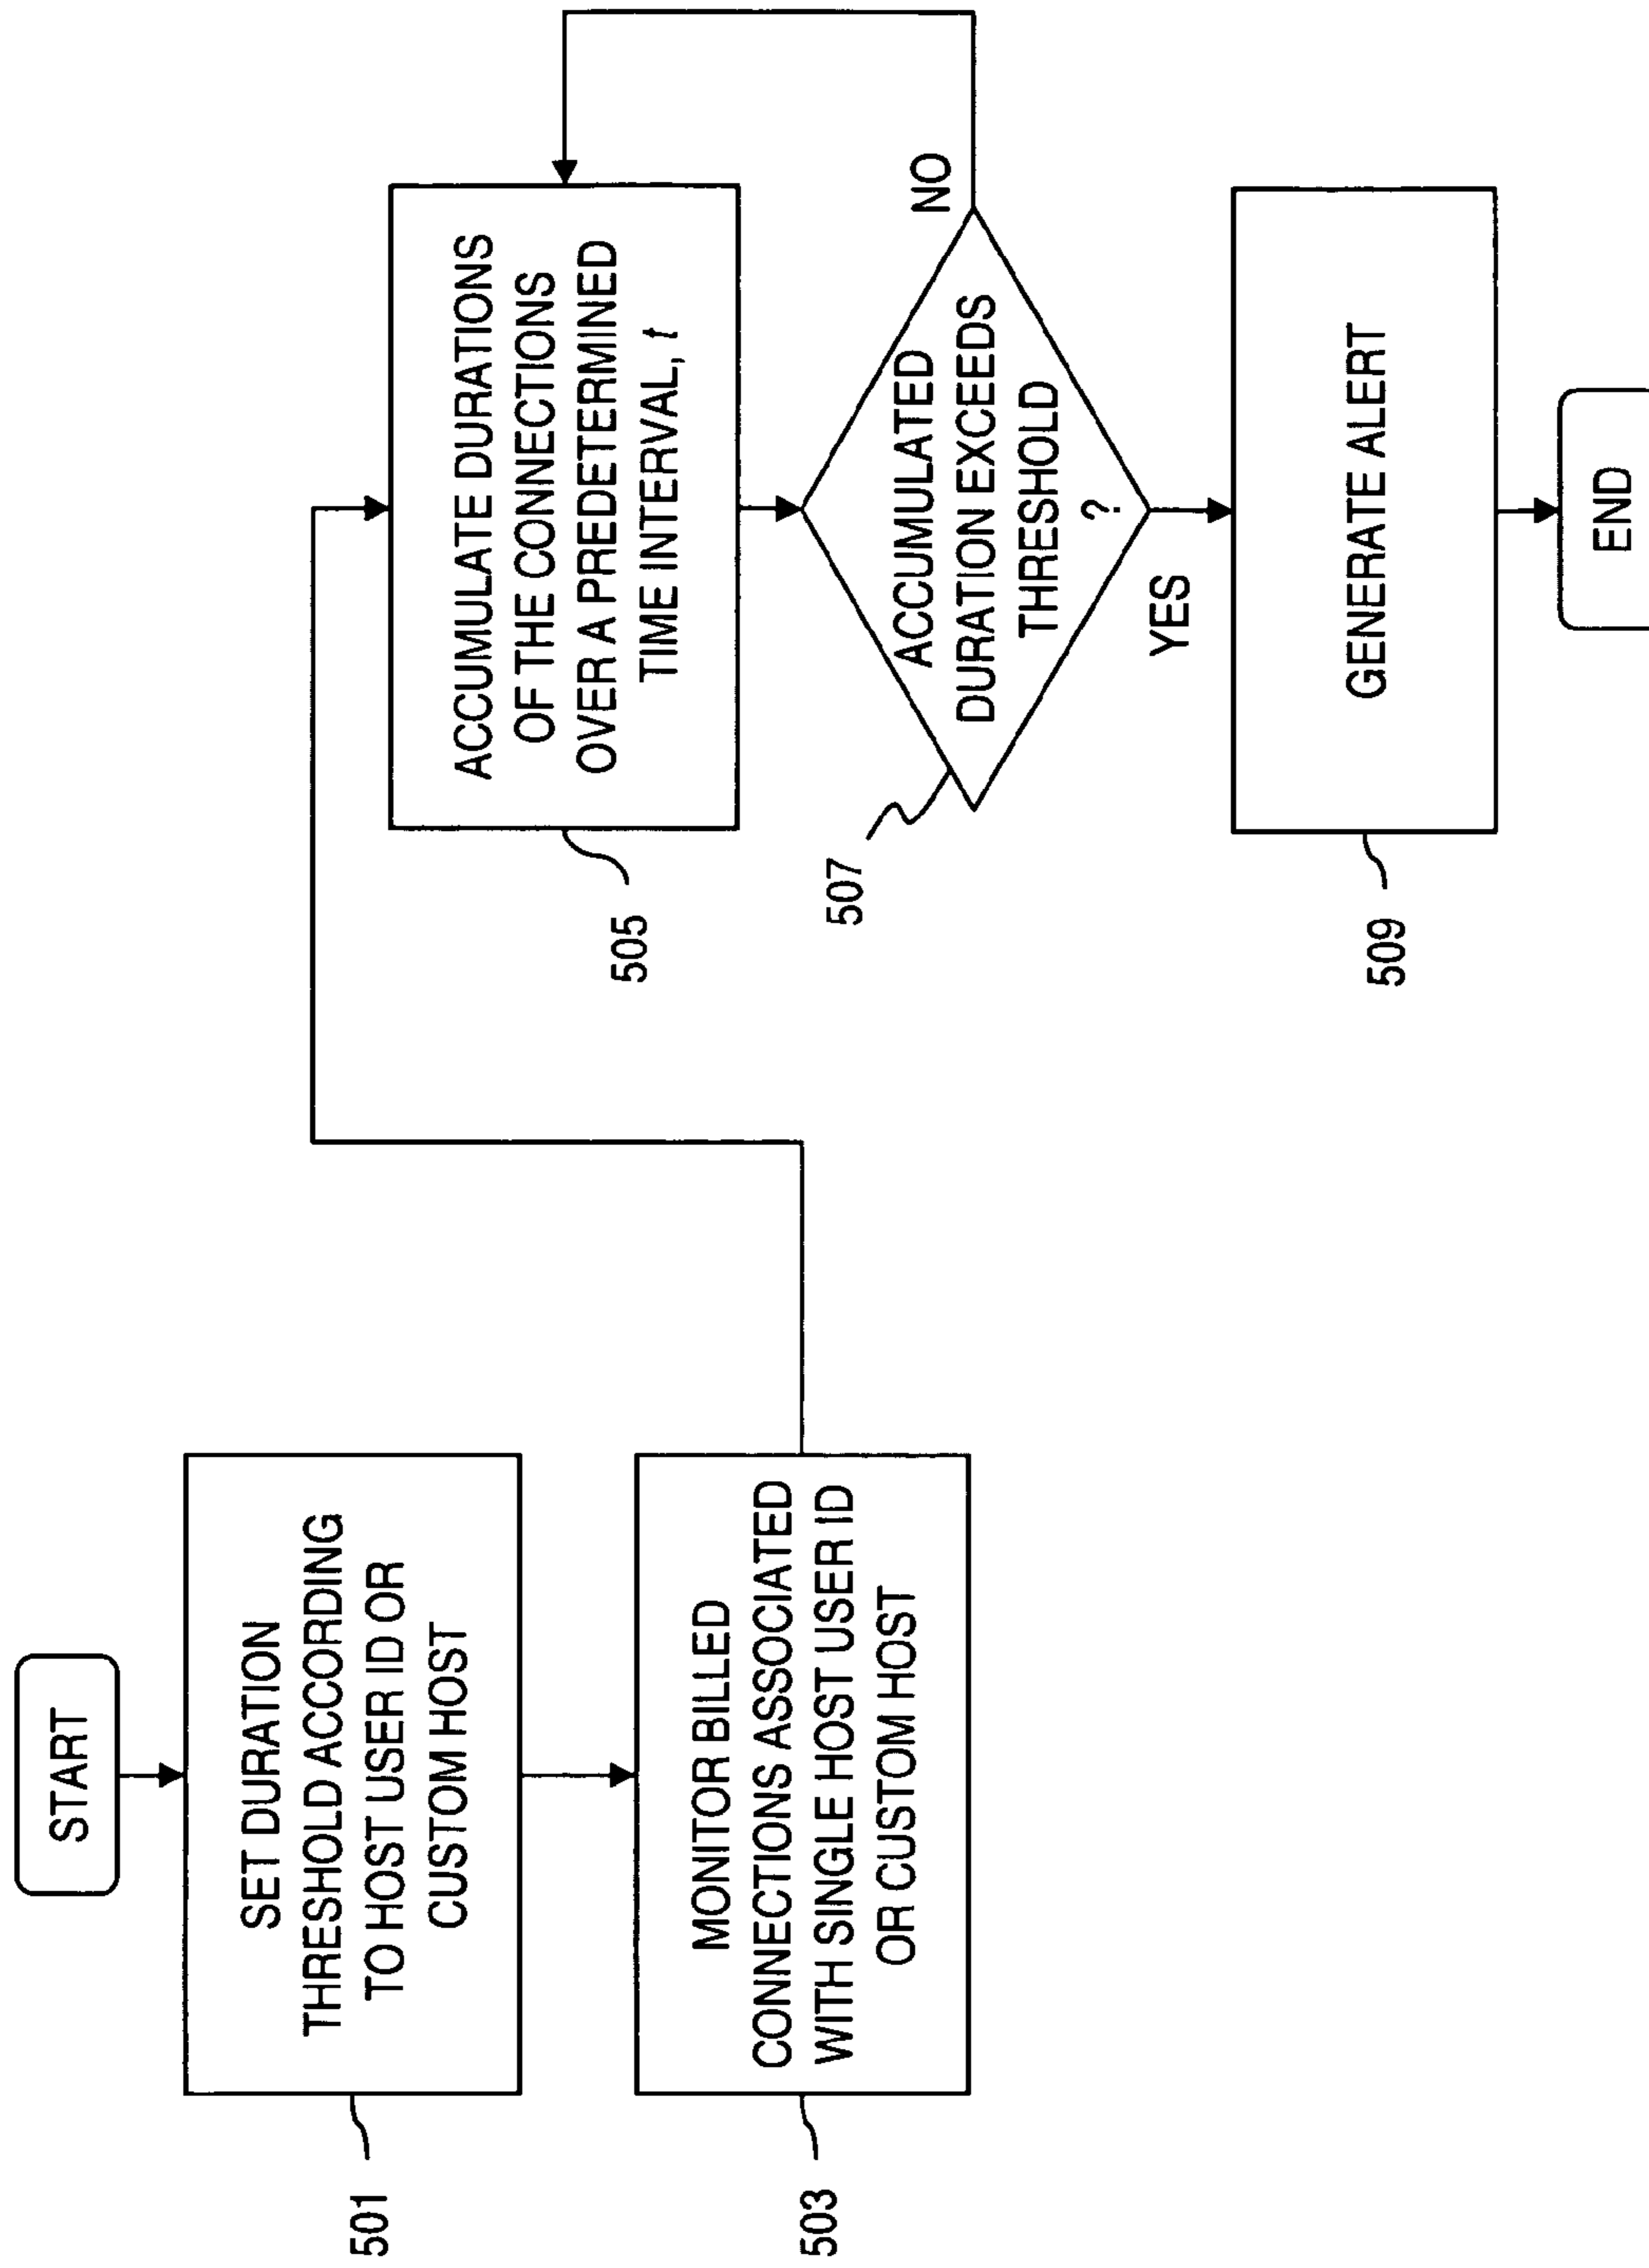 START
SET DURATION
THRESHOLD ACCORDING
TO HOST USER ID OR
CUSTOM HOST
501
MONITOR BILLED
CONNECTIONS ASSOCIATED
WITH SINGLE HOST USER ID
OR CUSTOM HOST
503
ACCUMULATE DURATIONS
OF THE CONNECTIONS
OVER A PREDETERMINED
TIME INTERVAL, t
505
ACCUMULATED
DURATION EXCEEDS
THRESHOLD
?
507
NO
YES
GENERATE ALERT
509
END